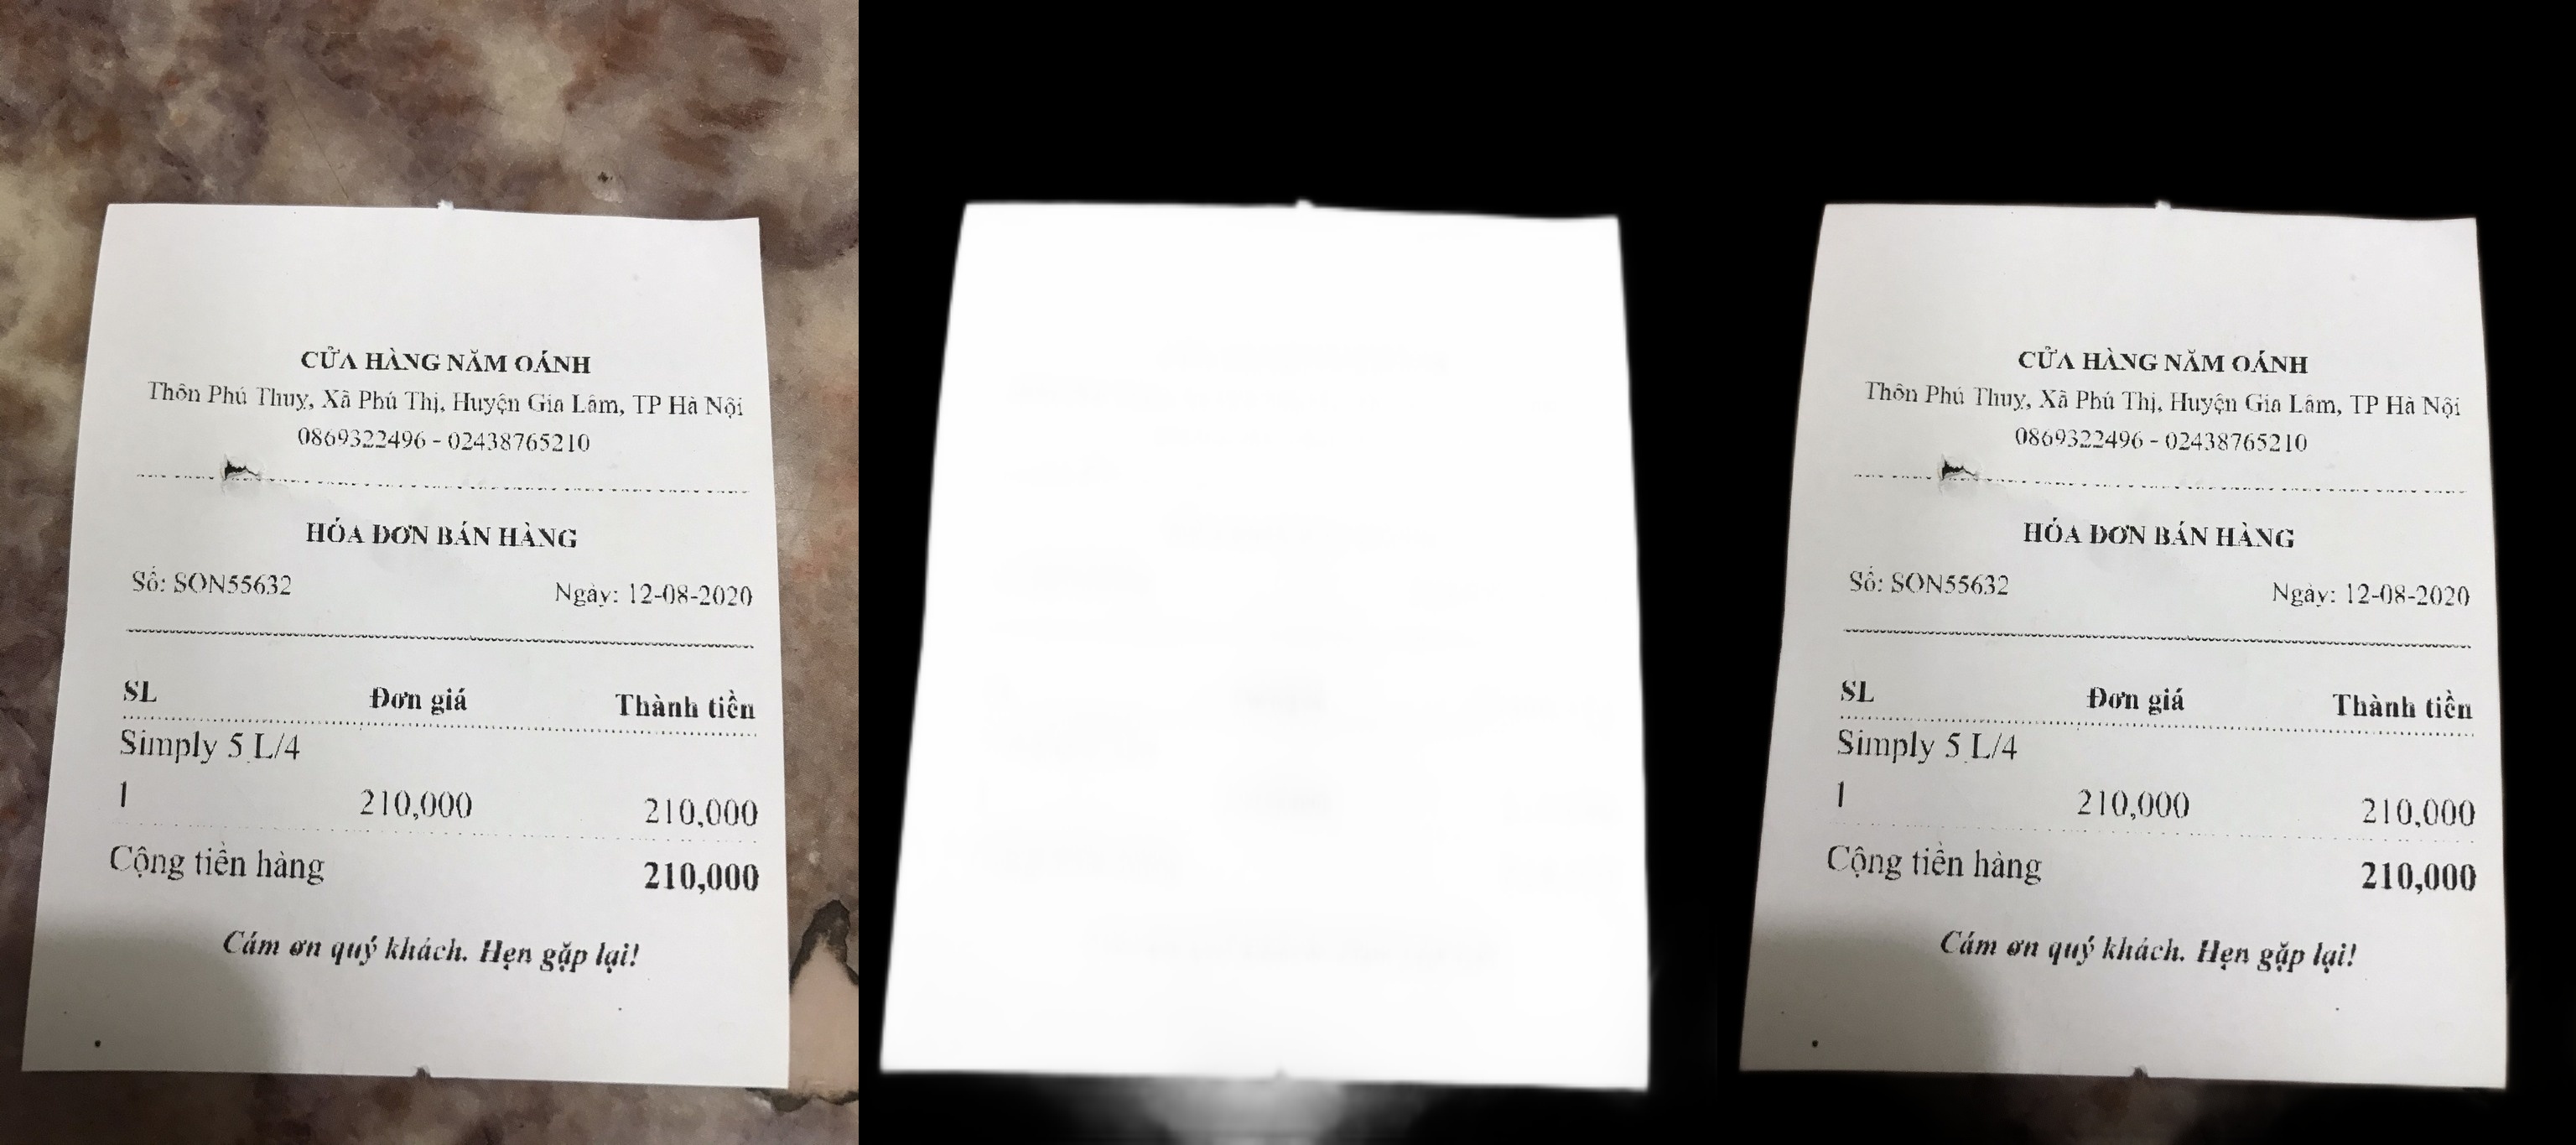 CỬA HÀNG NĂM OÁNH
Thôn Phú Thuy, Xã Phú Thị, Huyện Gia Lâm, TP Hà Nội
0869322496 - 02438765210
HÓA ĐƠN BÁN HÀNG
Số: SON55632 Ngày: 12-08-2020
SL Đơn giá Thành tiền
Simply 5 L/4
1 210,000 210,000
Cộng tiền hàng 210,000
Cám ơn quý khách. Hẹn gặp lại!
CỬA HÀNG NĂM OÁNH
Thôn Phú Thuy, Xã Phú Thị, Huyện Gia Lâm, TP Hà Nội
0869322496 - 02438765210
HÓA ĐƠN BÁN HÀNG
Số: SON55632 Ngày: 12-08-2020
SL Đơn giá Thành tiền
Simply 5 L/4
1 210,000 210,000
Cộng tiền hàng 210,000
Cám ơn quý khách. Hẹn gặp lại!